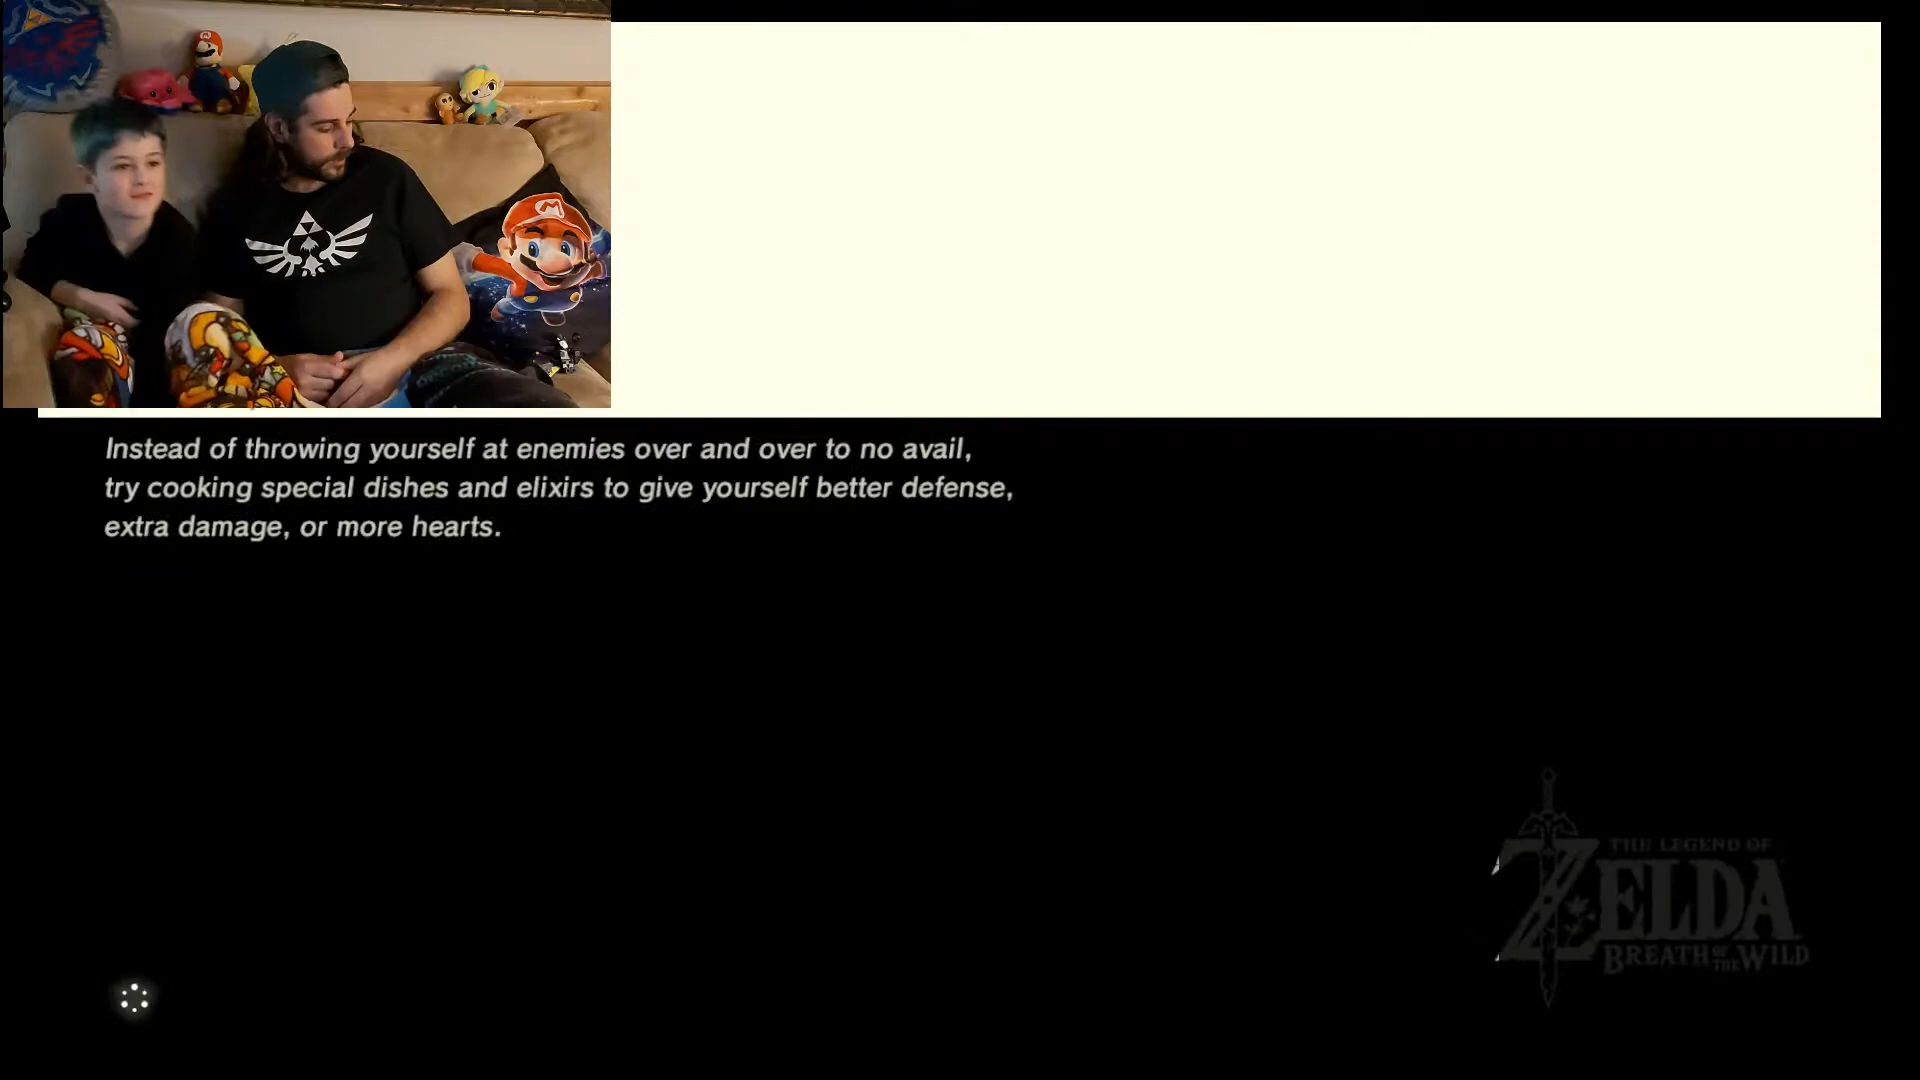 Instead of throwing yourself at enemies over and over to no avail,
try cooking special dishes and elixirs to give yourself better defense,
extra damage, or more hearts.
THE LEGEND OF
ZELDA
BREATH OF THE WILD